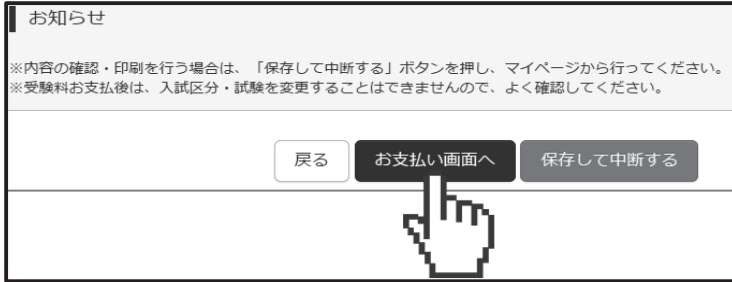 お知らせ
※内容の確認・印刷を行う場合は、「保存して中断する」ボタンを押し、マイページから行ってください。
※受験料お支払後は、入試区分・試験を変更することはできませんので、よく確認してください。
戻る お支払い画面へ 保存して中断する